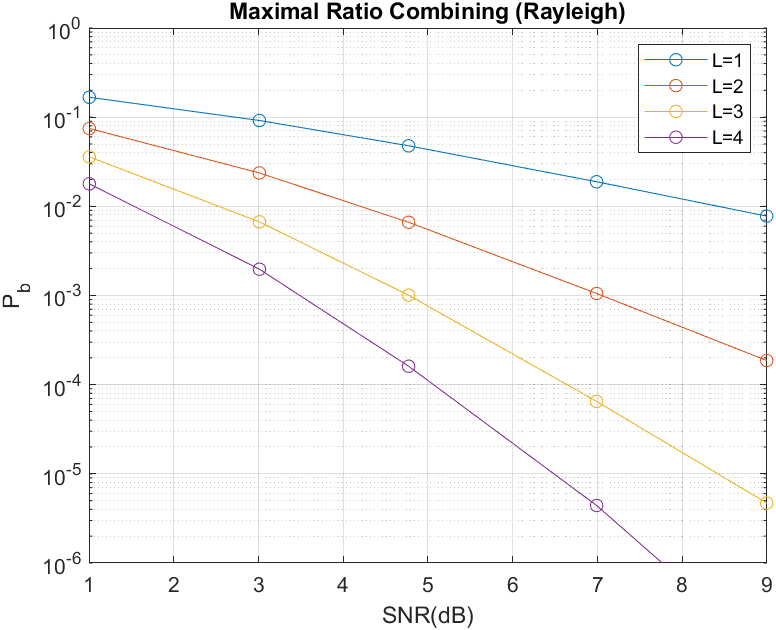 Maximal Ratio Combining (Rayleigh)
10^0
10^-1
10^-2
10^-3
10^-4
10^-5
10^-6
P_b
L=1
L=2
L=3
L=4
1 2 3 4 5 6 7 8 9
SNR(dB)